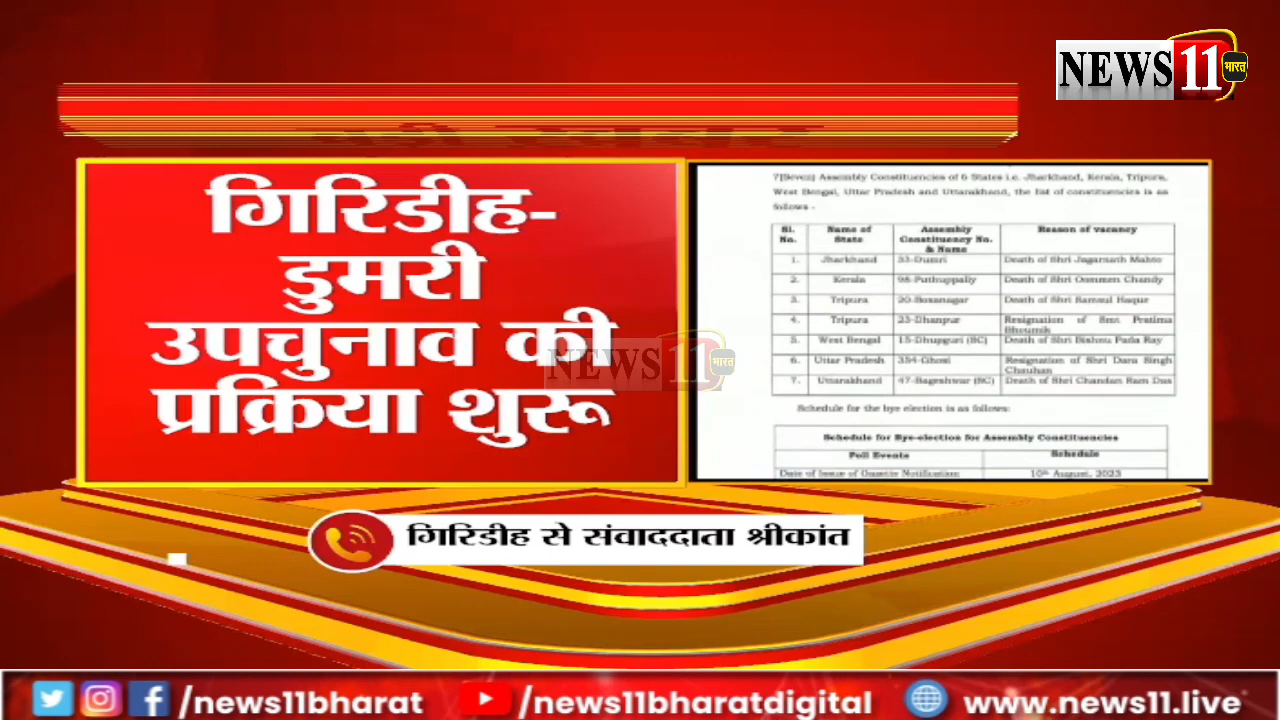 NEWS 11 भारत
गिरिडीह-
डुमरी
उपचुनाव की
प्रक्रिया शुरू
7(Seven) Assembly Constituencies of 6 States i.e. Jharkhand, Kerala, Tripura,
West Bengal, Uttar Pradesh and Uttarakhand, the list of constituencies is as
follows -
Sl. No. Name of State Assembly Constituency No. & Name Reason of vacancy
1. Jharkhand 33-Dumri Death of Shri Jagarnath Mahto
2. Kerala 98-Puthuppally Death of Shri Oommen Chandy
3. Tripura 20-Boxanagar Death of Shri Samsul Haque
4. Tripura 23-Dhanpur Resignation of Smt Pratima Bhoumik
5. West Bengal 15-Dhupguri (SC) Death of Shri Bishnu Pada Ray
6. Uttar Pradesh 354-Ghosi Resignation of Shri Dara Singh Chauhan
7. Uttarakhand 47-Bageshwar (SC) Death of Shri Chandan Ram Das
Schedule for the bye election is as follows:
Schedule for Bye-election for Assembly Constituencies
Poll Events Schedule
Date of Issue of Gazette Notification 10th August, 2023
NEWS 11 भारत
गिरिडीह से संवाददाता श्रीकांत
/news11bharat /news11bharatdigital www.news11.live